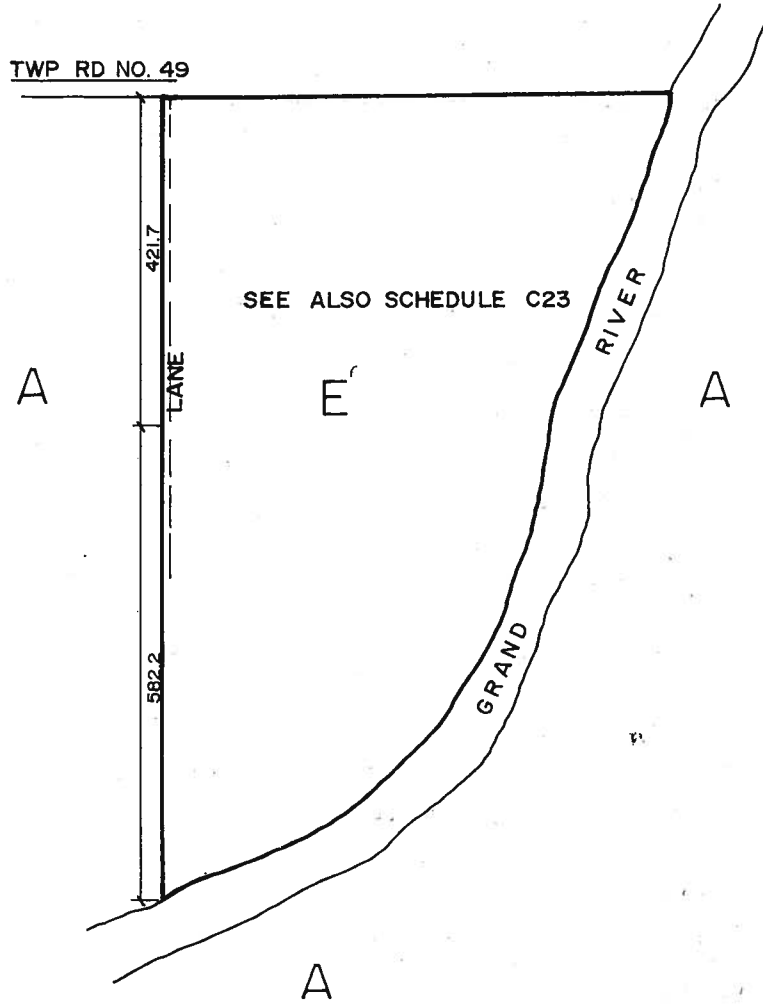 TWP RD NO. 49
421.7
SEE ALSO SCHEDULE C23
RIVER
LANE
A
E
A
582.2
GRAND
A